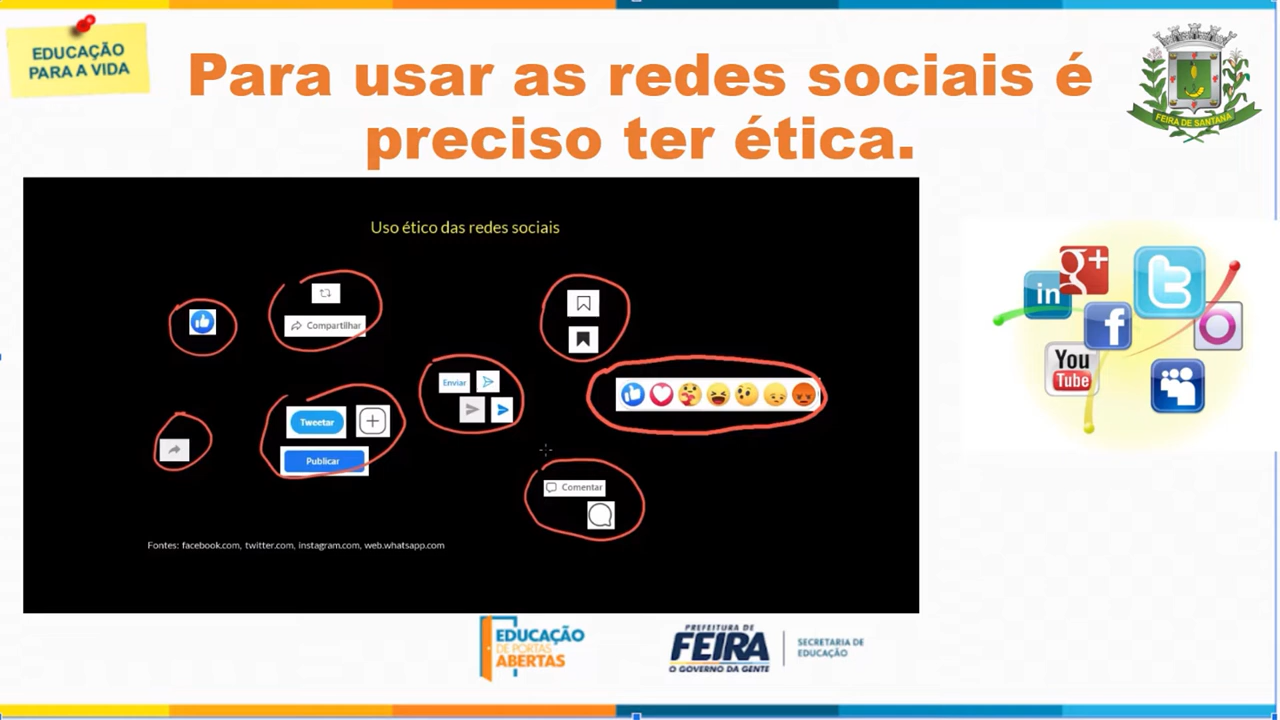 EDUCAÇÃO
PARA A VIDA
Para usar as redes sociais é
preciso ter ética.
FEIRA DE SANTANA
Uso ético das redes sociais
Compartilhar
Enviar
Tweetar
Publicar
Comentar
Fontes: facebook.com, twitter.com, instagram.com, web.whatsapp.com
g+
in
t
f
You
Tube
EDUCAÇÃO
DE PORTAS
ABERTAS
PREFEITURA DE
FEIRA
O GOVERNO DA GENTE
SECRETARIA DE
EDUCAÇÃO